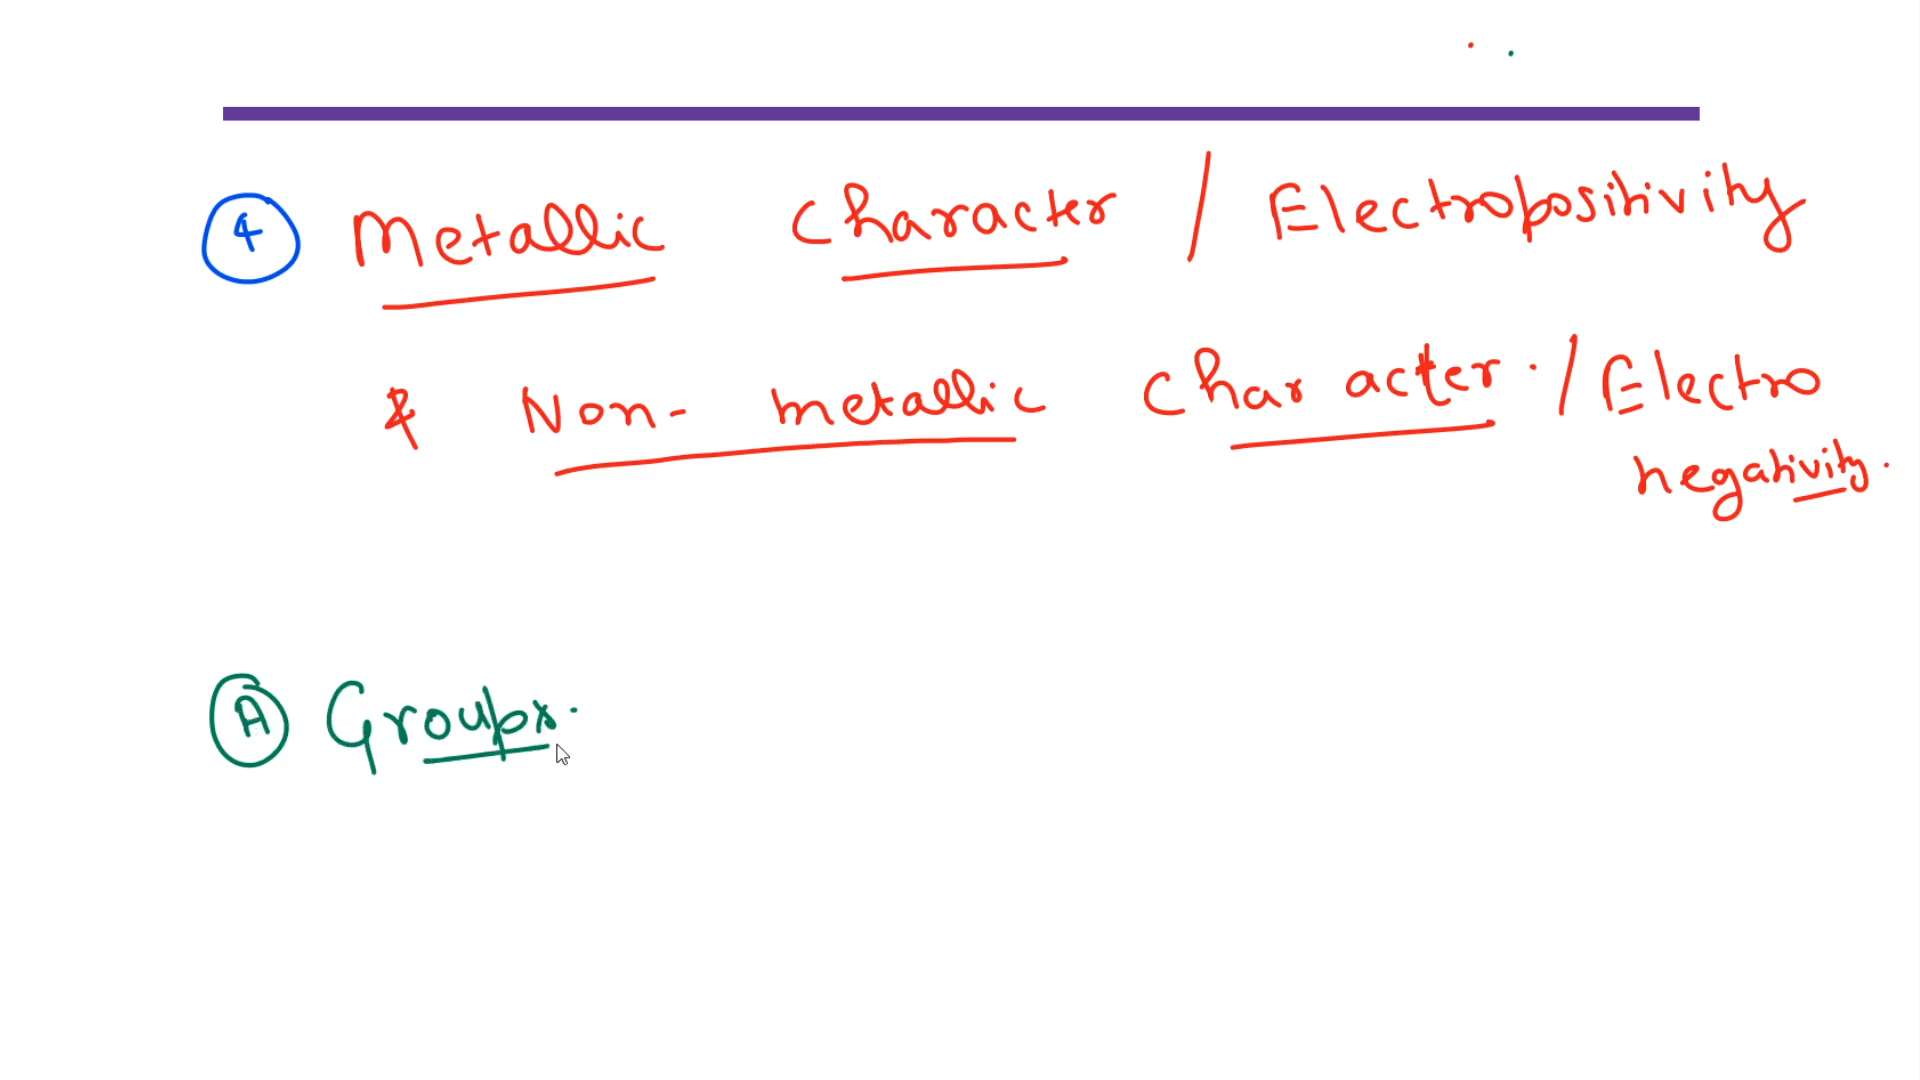 4 Metallic Character / Electropositivity
& Non- metallic Character. / Electro
negativity.
A Groups.